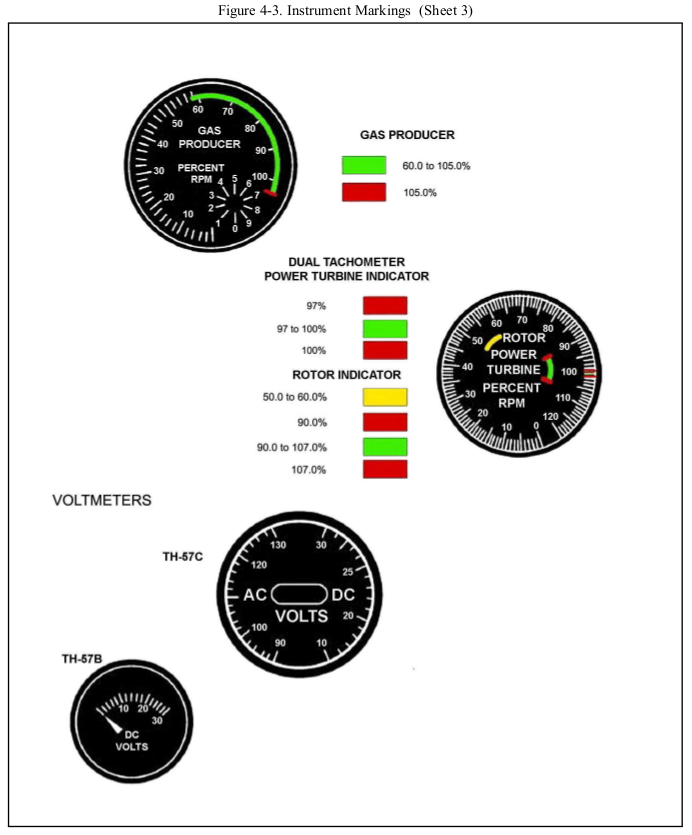 Figure 4-3. Instrument Markings (Sheet 3)
60
70
80
90
100
50
40
30
20
10
GAS
PRODUCER
PERCENT
RPM
4
5
6
3
7
2
8
1
0
9
GAS PRODUCER
60.0 to 105.0%
105.0%
DUAL TACHOMETER
POWER TURBINE INDICATOR
97%
97 to 100%
100%
ROTOR INDICATOR
50.0 to 60.0%
90.0%
90.0 to 107.0%
107.0%
60
70
80
50
90
40
100
30
110
20
10
0
120
ROTOR
POWER
TURBINE
PERCENT
RPM
VOLTMETERS
TH-57C
130
30
120
25
AC
DC
VOLTS
100
20
90
10
TH-57B
10
20
30
DC
VOLTS